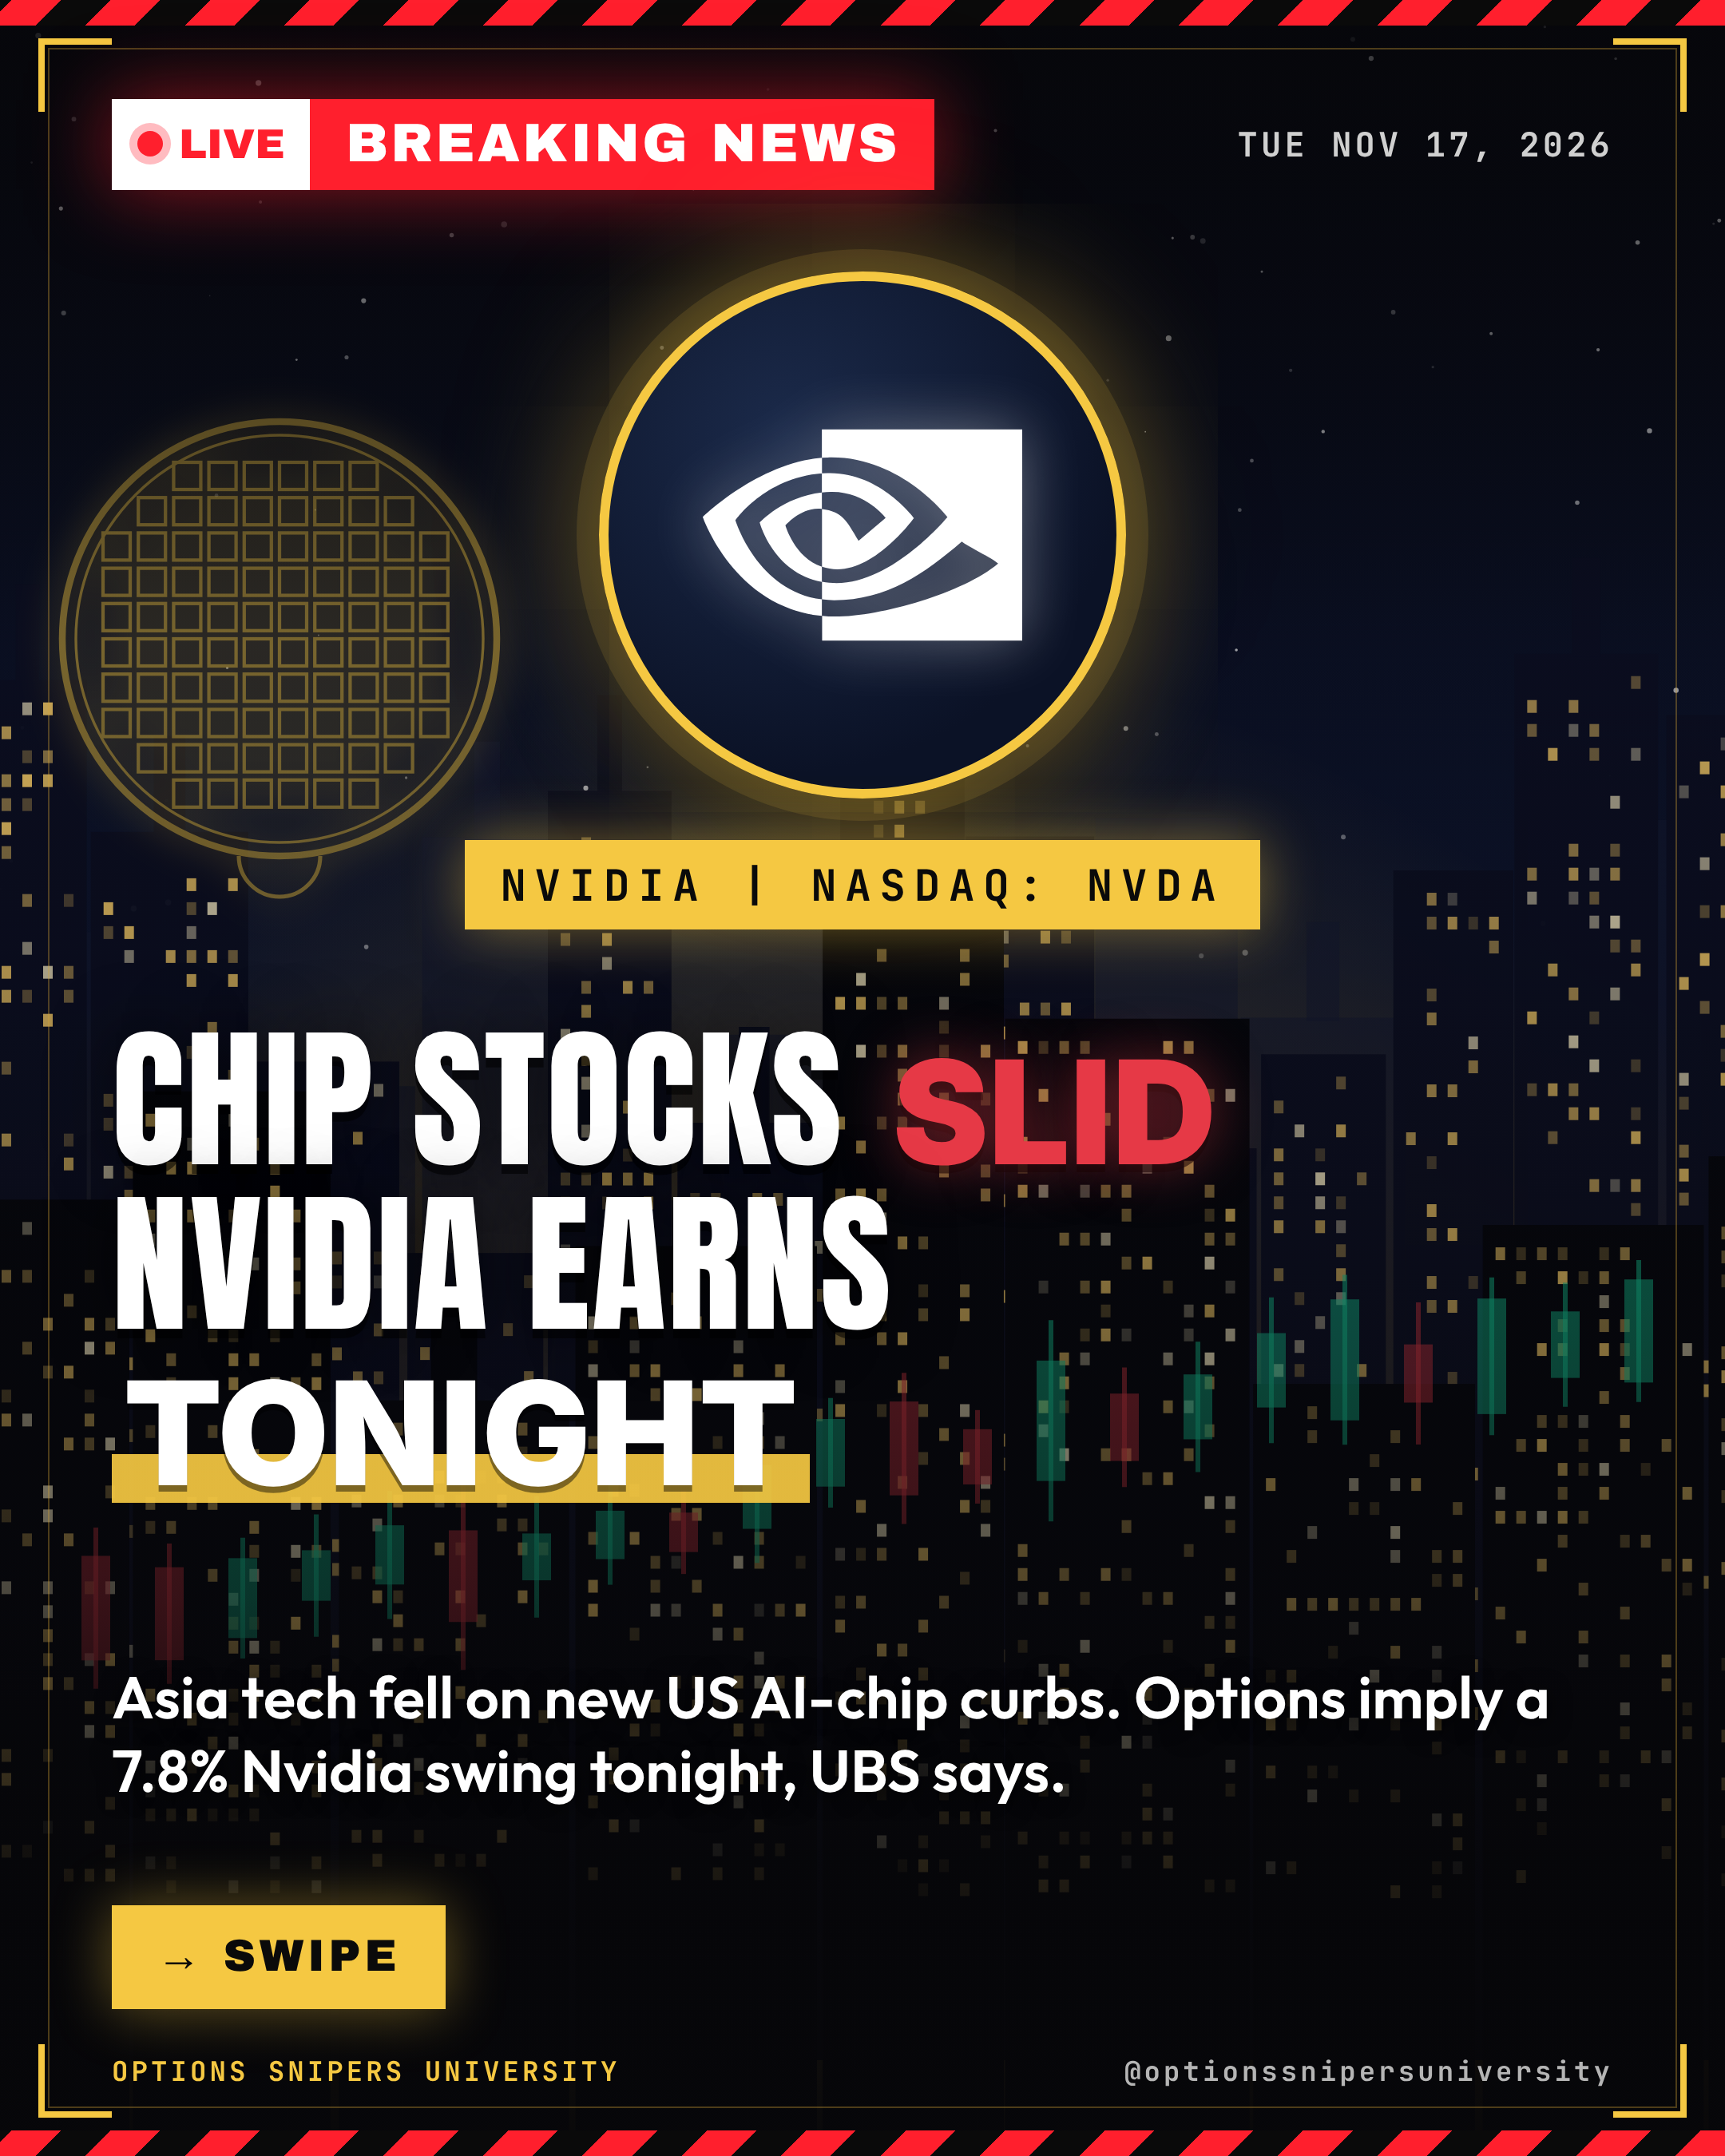 LIVE BREAKING NEWS
TUE NOV 17, 2026
NVIDIA | NASDAQ: NVDA
CHIP STOCKS SLID
NVIDIA EARNS
TONIGHT
Asia tech fell on new US AI-chip curbs. Options imply a
7.8% Nvidia swing tonight, UBS says.
→ SWIPE
OPTIONS SNIPERS UNIVERSITY
@optionssnipersuniversity